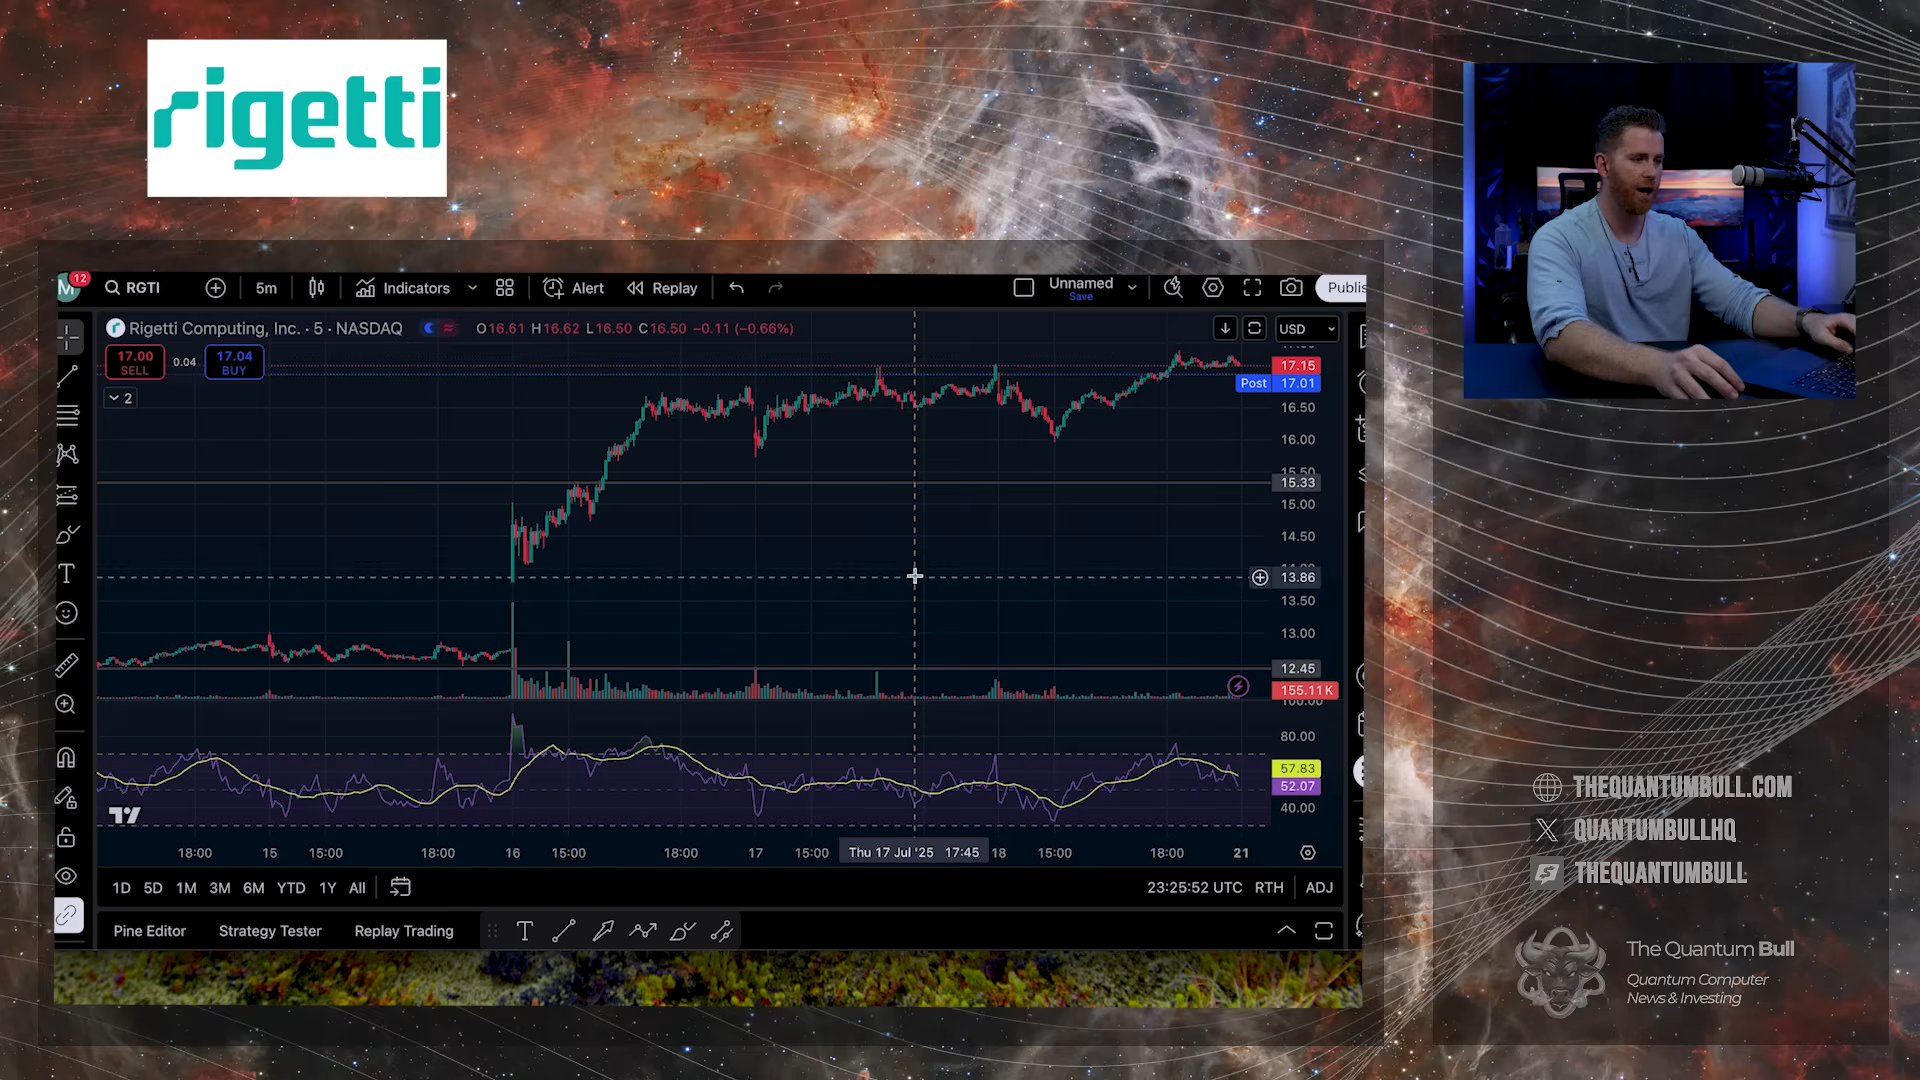 rigetti
M 12 RGTI 5m Indicators Alert Replay Unnamed Save Publis
Rigetti Computing, Inc. · 5 · NASDAQ O16.61 H16.62 L16.50 C16.50 −0.11 (−0.66%) USD
17.00 SELL 0.04 17.04 BUY
2
17.15
Post 17.01
16.50
16.00
15.50
15.33
15.00
14.50
13.86
13.50
13.00
12.45
155.11K
100.00
80.00
57.83
52.07
40.00
18:00 15 15:00 18:00 16 15:00 18:00 17 15:00 Thu 17 Jul '25 17:45 18 15:00 18:00 21
1D 5D 1M 3M 6M YTD 1Y All 23:25:52 UTC RTH ADJ
Pine Editor Strategy Tester Replay Trading
THEQUANTUMBULL.COM
QUANTUMBULLHQ
THEQUANTUMBULL
The Quantum Bull
Quantum Computer
News & Investing